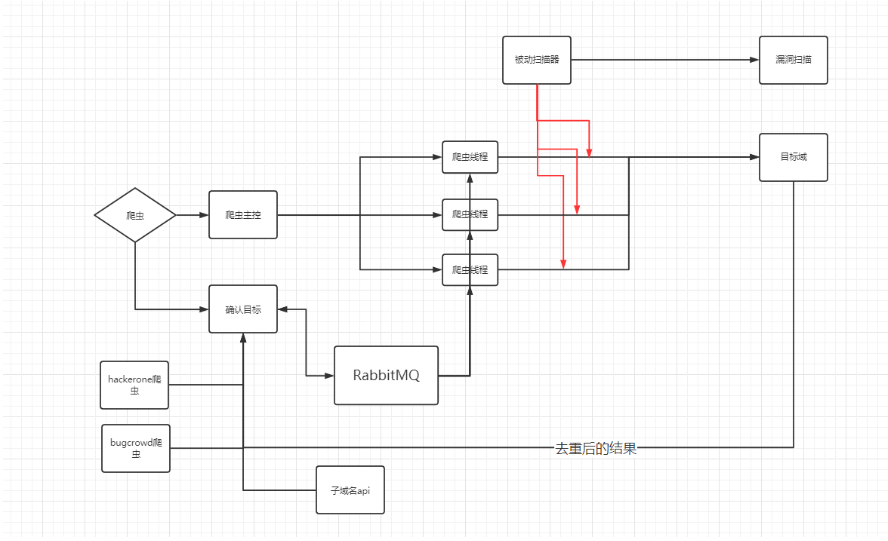 被动扫描器
漏洞扫描
爬虫线程
目标域
爬虫
爬虫主控
爬虫线程
爬虫线程
确认目标
RabbitMQ
hackerone爬
虫
bugcrowd爬
虫
去重后的结果
子域名api